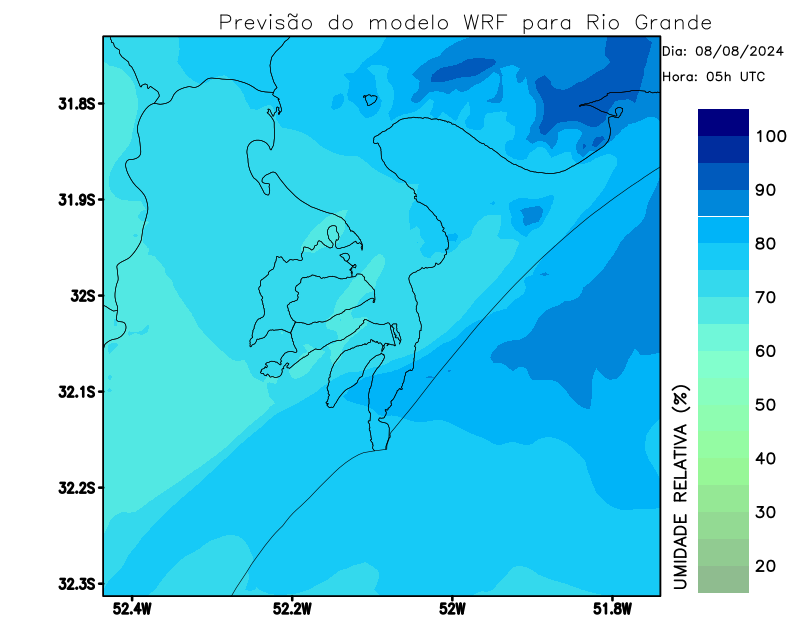 Previsão do modelo WRF para Rio Grande
Dia: 08/08/2024
Hora: 05h UTC
31.8S
31.9S
32S
32.1S
32.2S
32.3S
52.4W
52.2W
52W
51.8W
100
90
80
70
60
50
40
30
20
UMIDADE RELATIVA (%)